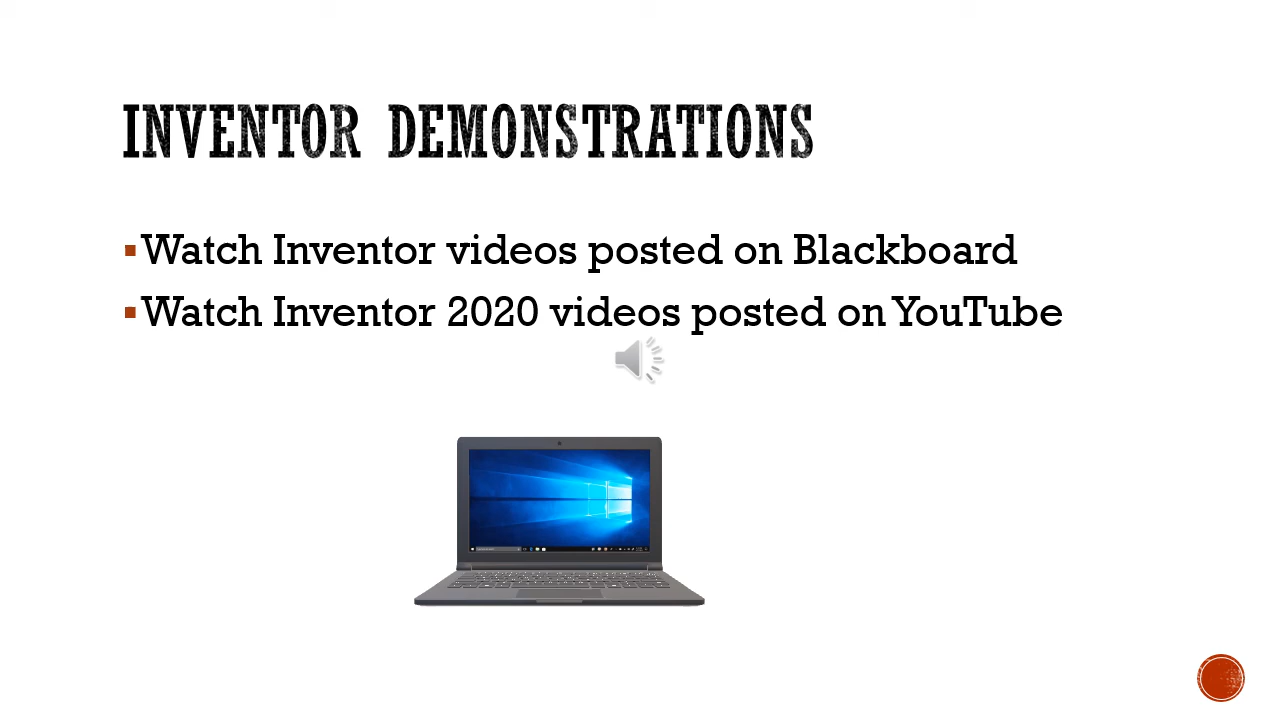 INVENTOR DEMONSTRATIONS
Watch Inventor videos posted on Blackboard
Watch Inventor 2020 videos posted on YouTube